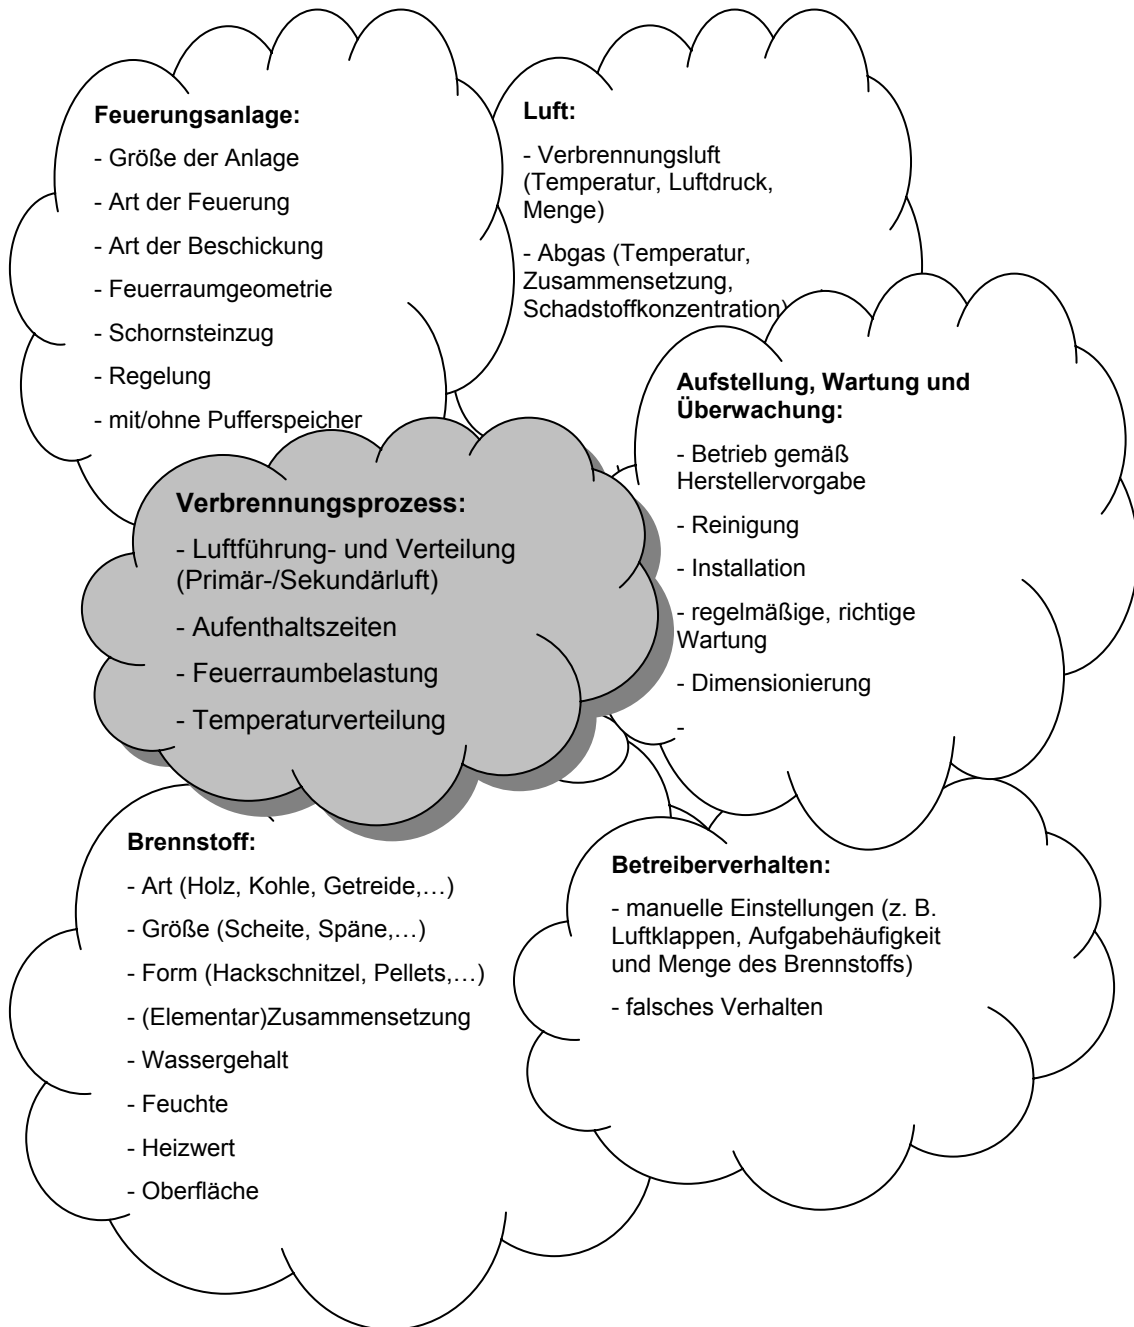 Feuerungsanlage:
- Größe der Anlage
- Art der Feuerung
- Art der Beschickung
- Feuerraumgeometrie
- Schornsteinzug
- Regelung
- mit/ohne Pufferspeicher
Luft:
- Verbrennungsluft
(Temperatur, Luftdruck,
Menge)
- Abgas (Temperatur,
Zusammensetzung,
Schadstoffkonzentration)
Aufstellung, Wartung und
Überwachung:
- Betrieb gemäß
Herstellervorgabe
- Reinigung
- Installation
- regelmäßige, richtige
Wartung
- Dimensionierung
-
Verbrennungsprozess:
- Luftführung- und Verteilung
(Primär-/Sekundärluft)
- Aufenthaltszeiten
- Feuerraumbelastung
- Temperaturverteilung
Brennstoff:
- Art (Holz, Kohle, Getreide,…)
- Größe (Scheite, Späne,…)
- Form (Hackschnitzel, Pellets,…)
- (Elementar)Zusammensetzung
- Wassergehalt
- Feuchte
- Heizwert
- Oberfläche
Betreiberverhalten:
- manuelle Einstellungen (z. B.
Luftklappen, Aufgabehäufigkeit
und Menge des Brennstoffs)
- falsches Verhalten